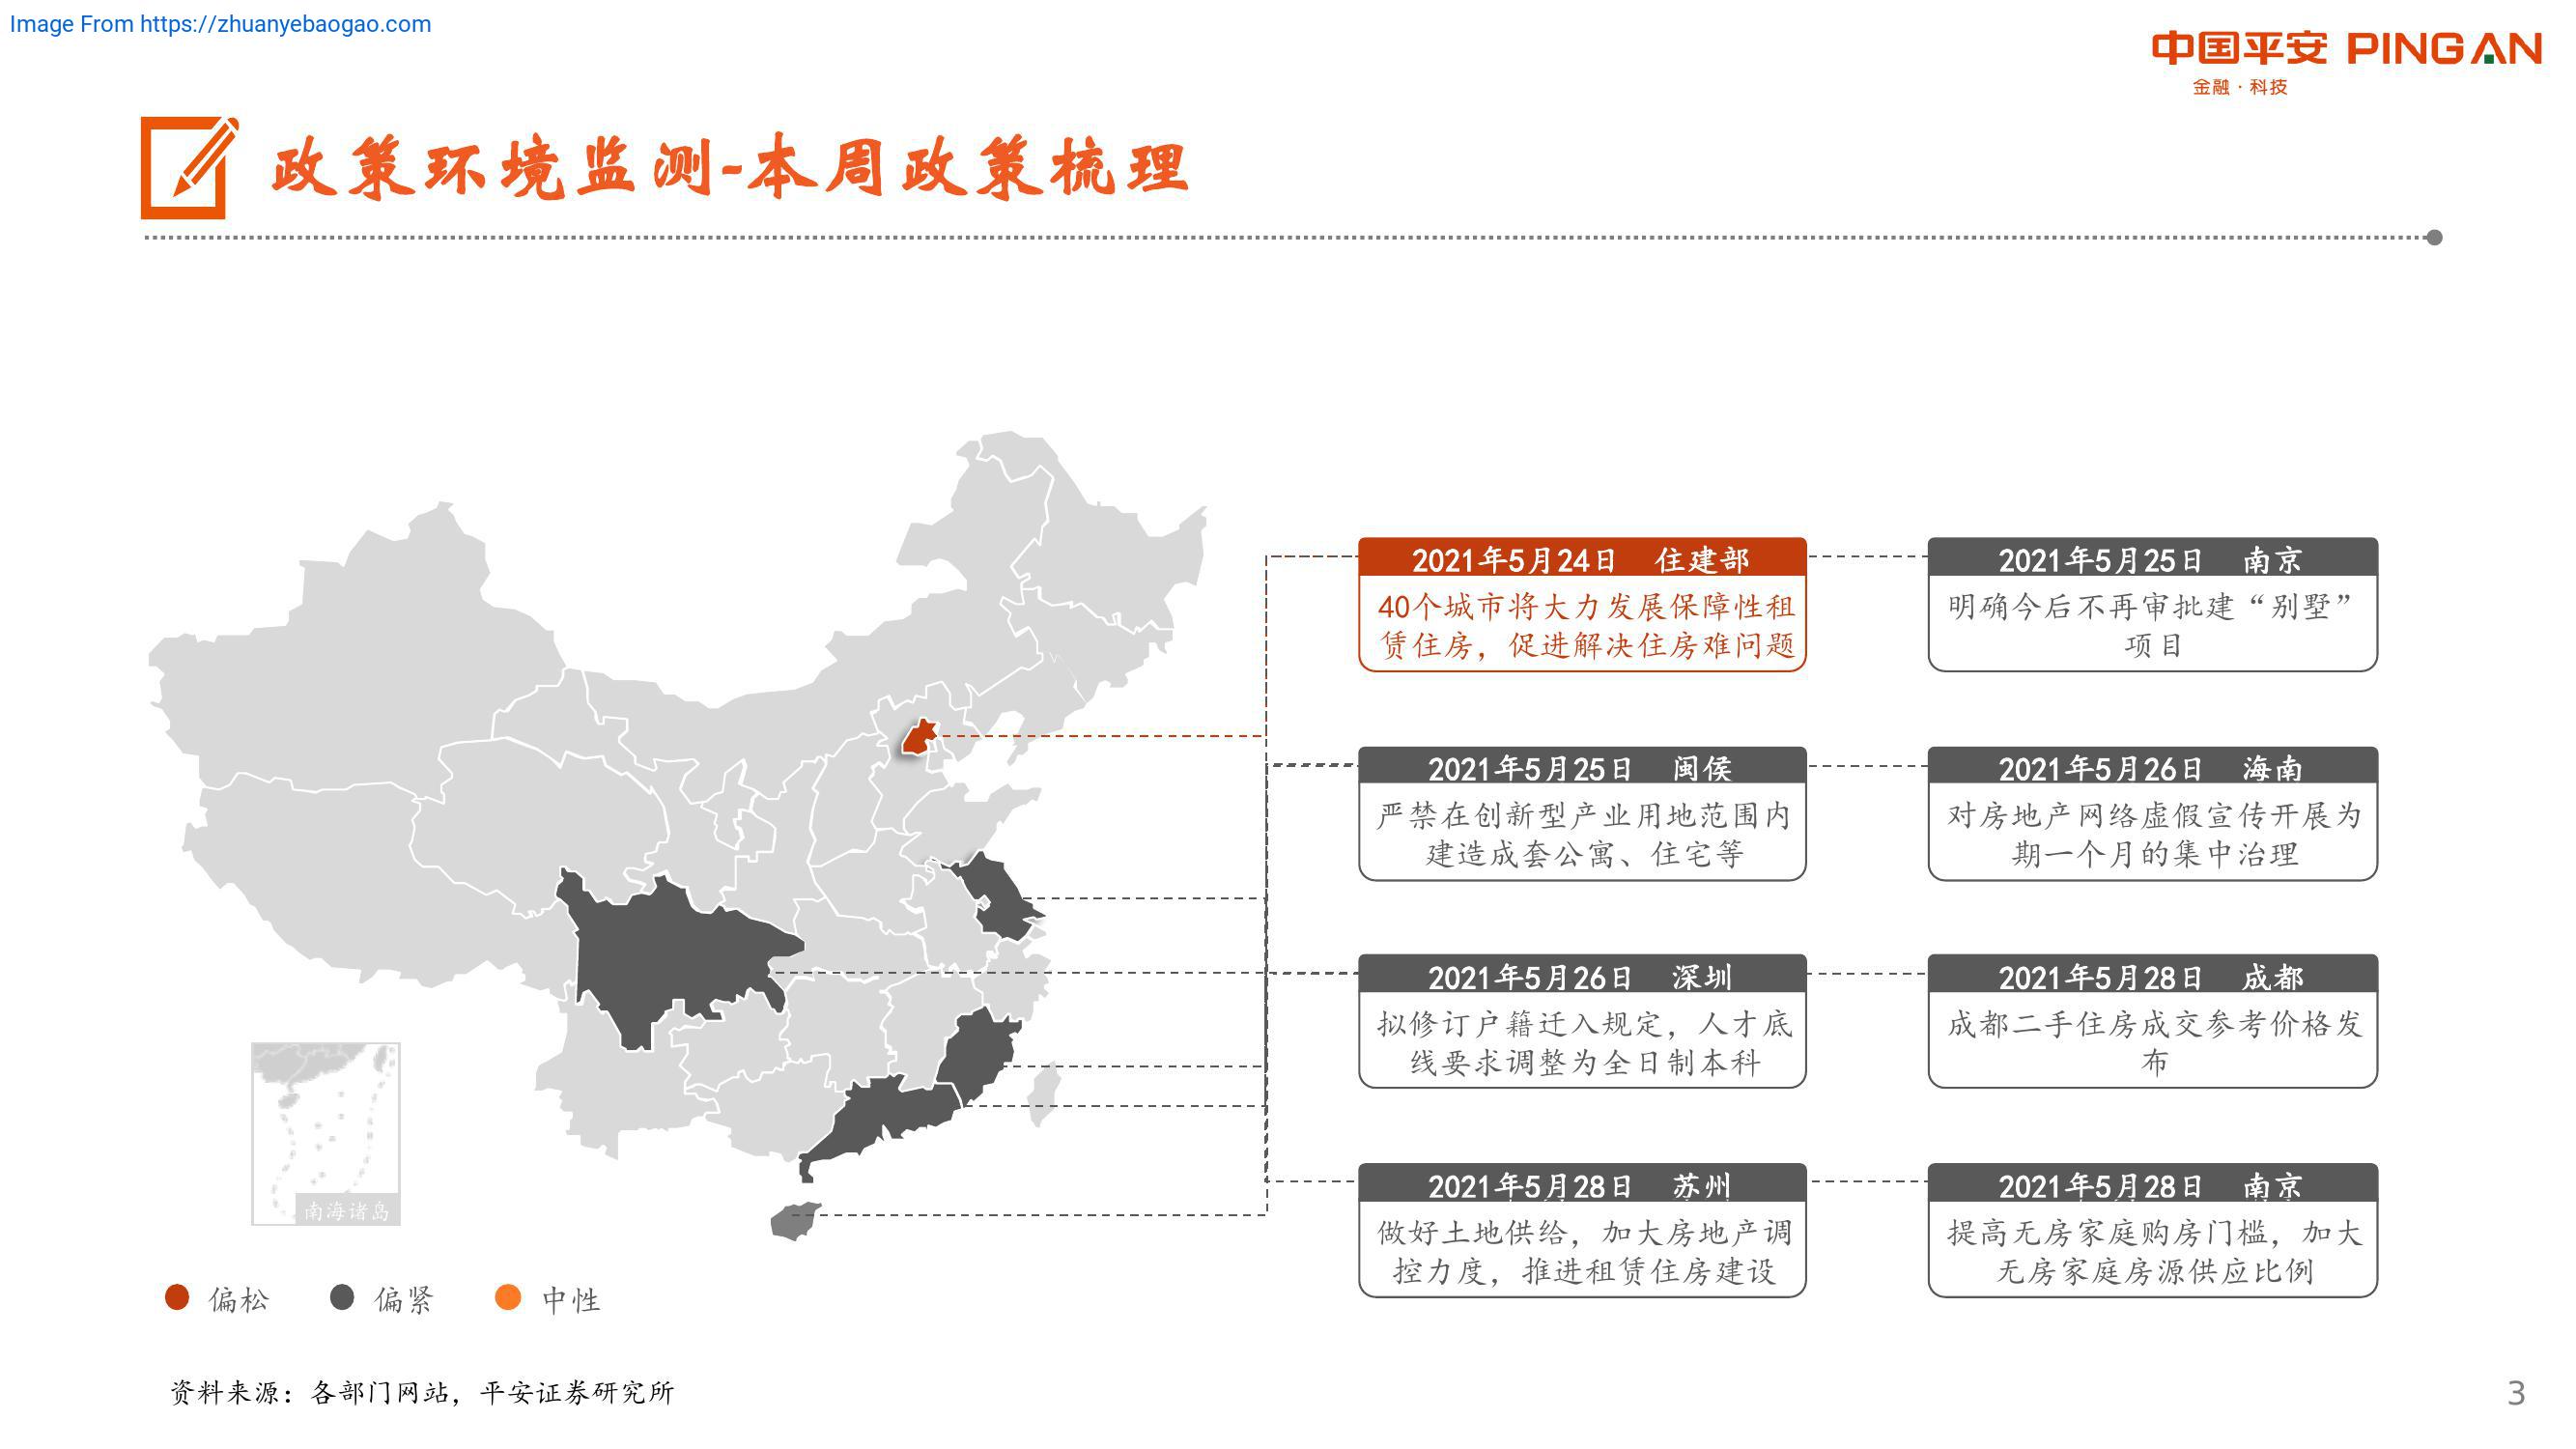 Image From https://zhuanyebaogao.com
中国平安 PINGAN
金融·科技
政策环境监测-本周政策梳理
2021年5月24日 住建部
40个城市将大力发展保障性租
赁住房，促进解决住房难问题
2021年5月25日 南京
明确今后不再审批建“别墅”
项目
2021年5月25日 闽侯
严禁在创新型产业用地范围内
建造成套公寓、住宅等
2021年5月26日 海南
对房地产网络虚假宣传开展为
期一个月的集中治理
2021年5月26日 深圳
拟修订户籍迁入规定，人才底
线要求调整为全日制本科
2021年5月28日 成都
成都二手住房成交参考价格发
布
2021年5月28日 苏州
做好土地供给，加大房地产调
控力度，推进租赁住房建设
2021年5月28日 南京
提高无房家庭购房门槛，加大
无房家庭房源供应比例
南海诸岛
偏松 偏紧 中性
资料来源：各部门网站，平安证券研究所
3